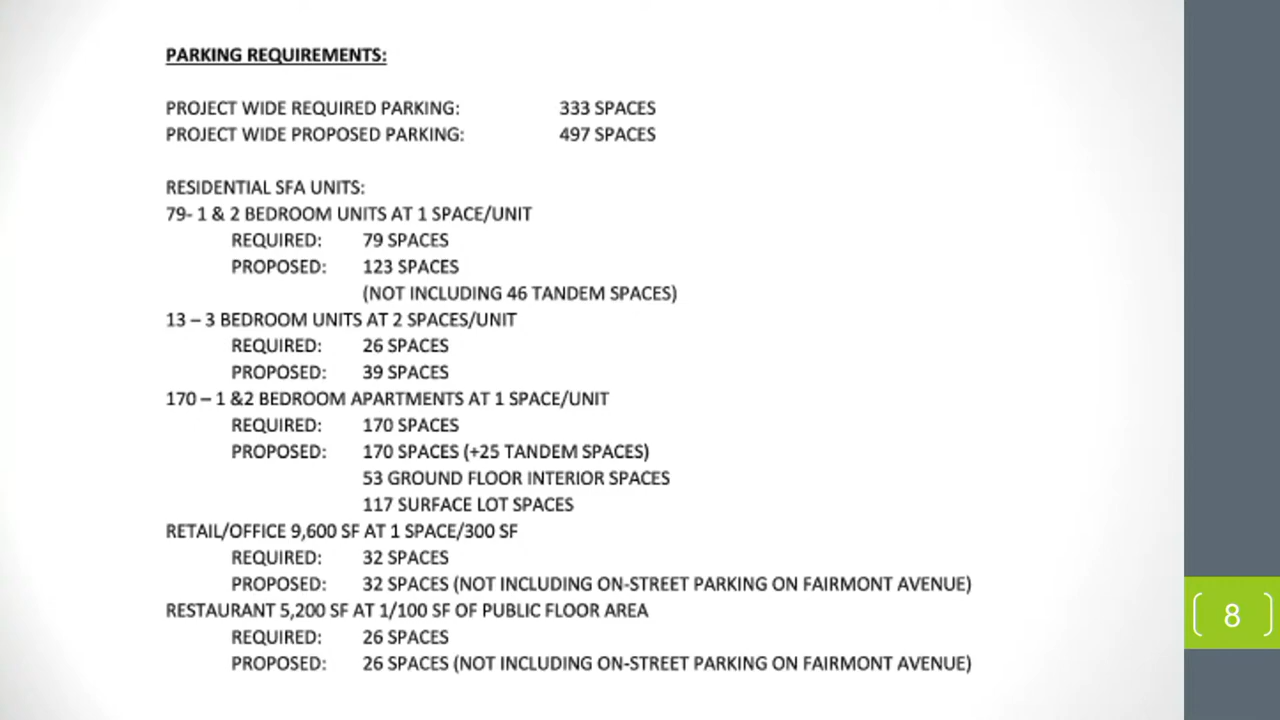 PARKING REQUIREMENTS:
PROJECT WIDE REQUIRED PARKING: 333 SPACES
PROJECT WIDE PROPOSED PARKING: 497 SPACES
RESIDENTIAL SFA UNITS:
79- 1 & 2 BEDROOM UNITS AT 1 SPACE/UNIT
REQUIRED: 79 SPACES
PROPOSED: 123 SPACES
(NOT INCLUDING 46 TANDEM SPACES)
13 – 3 BEDROOM UNITS AT 2 SPACES/UNIT
REQUIRED: 26 SPACES
PROPOSED: 39 SPACES
170 – 1 &2 BEDROOM APARTMENTS AT 1 SPACE/UNIT
REQUIRED: 170 SPACES
PROPOSED: 170 SPACES (+25 TANDEM SPACES)
53 GROUND FLOOR INTERIOR SPACES
117 SURFACE LOT SPACES
RETAIL/OFFICE 9,600 SF AT 1 SPACE/300 SF
REQUIRED: 32 SPACES
PROPOSED: 32 SPACES (NOT INCLUDING ON-STREET PARKING ON FAIRMONT AVENUE)
RESTAURANT 5,200 SF AT 1/100 SF OF PUBLIC FLOOR AREA
REQUIRED: 26 SPACES
PROPOSED: 26 SPACES (NOT INCLUDING ON-STREET PARKING ON FAIRMONT AVENUE)
8